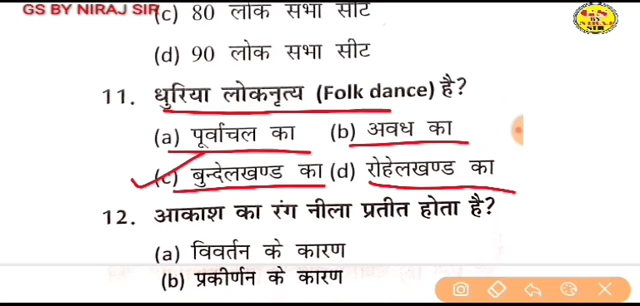 GS BY NIRAJ SIR
(c) 80 लोक सभा सीट
(d) 90 लोक सभा सीट
11. धुरिया लोकनृत्य (Folk dance) है?
(a) पूर्वांचल का (b) अवध का
(c) बुन्देलखण्ड का (d) रोहेलखण्ड का
12. आकाश का रंग नीला प्रतीत होता है?
(a) विवर्तन के कारण
(b) प्रकीर्णन के कारण